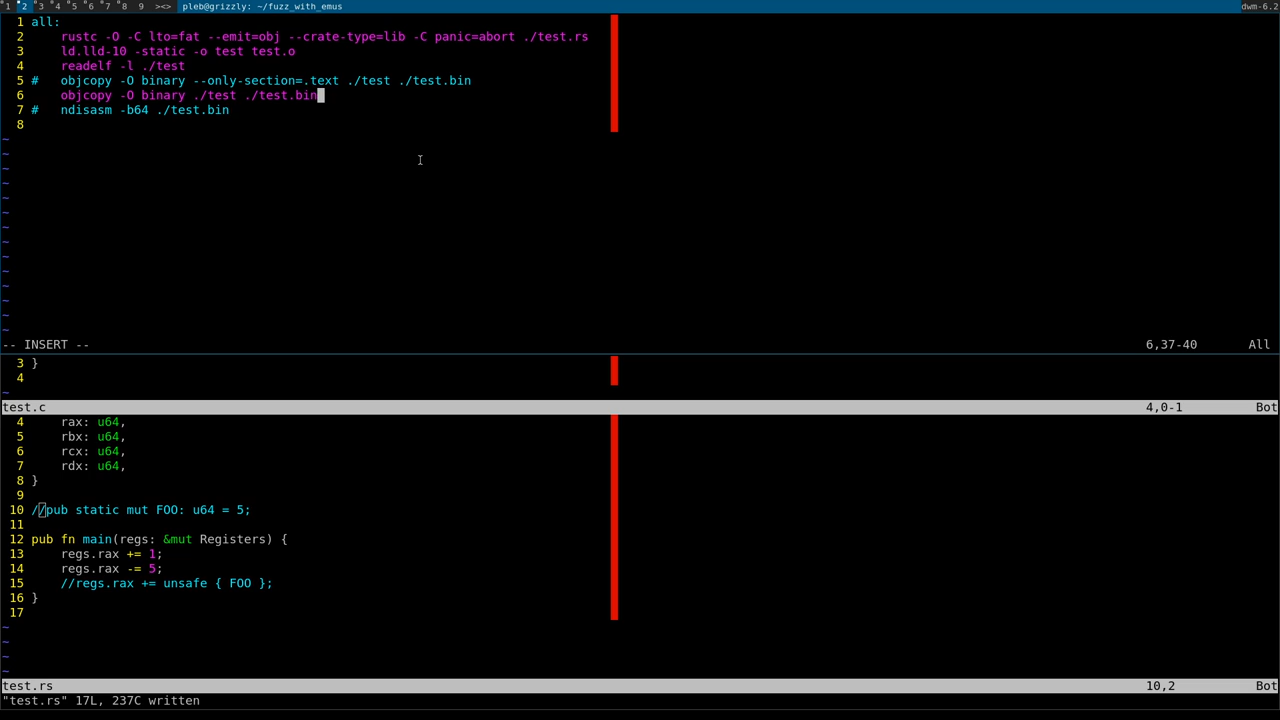 1 2 3 4 5 6 7 8 9 ><> pleb@grizzly: ~/fuzz_with_emus dwm-6.2
1 all:
2     rustc -O -C lto=fat --emit=obj --crate-type=lib -C panic=abort ./test.rs
3     ld.lld-10 -static -o test test.o
4     readelf -l ./test
5 #   objcopy -O binary --only-section=.text ./test ./test.bin
6     objcopy -O binary ./test ./test.bin
7 #   ndisasm -b64 ./test.bin
8
~
~
~
~
~
~
~
~
~
~
~
~
~
~
-- INSERT -- 6,37-40 All
3 }
4
~
test.c 4,0-1 Bot
4     rax: u64,
5     rbx: u64,
6     rcx: u64,
7     rdx: u64,
8 }
9
10 //pub static mut FOO: u64 = 5;
11
12 pub fn main(regs: &mut Registers) {
13     regs.rax += 1;
14     regs.rax -= 5;
15     //regs.rax += unsafe { FOO };
16 }
17
~
~
~
~
test.rs 10,2 Bot
"test.rs" 17L, 237C written